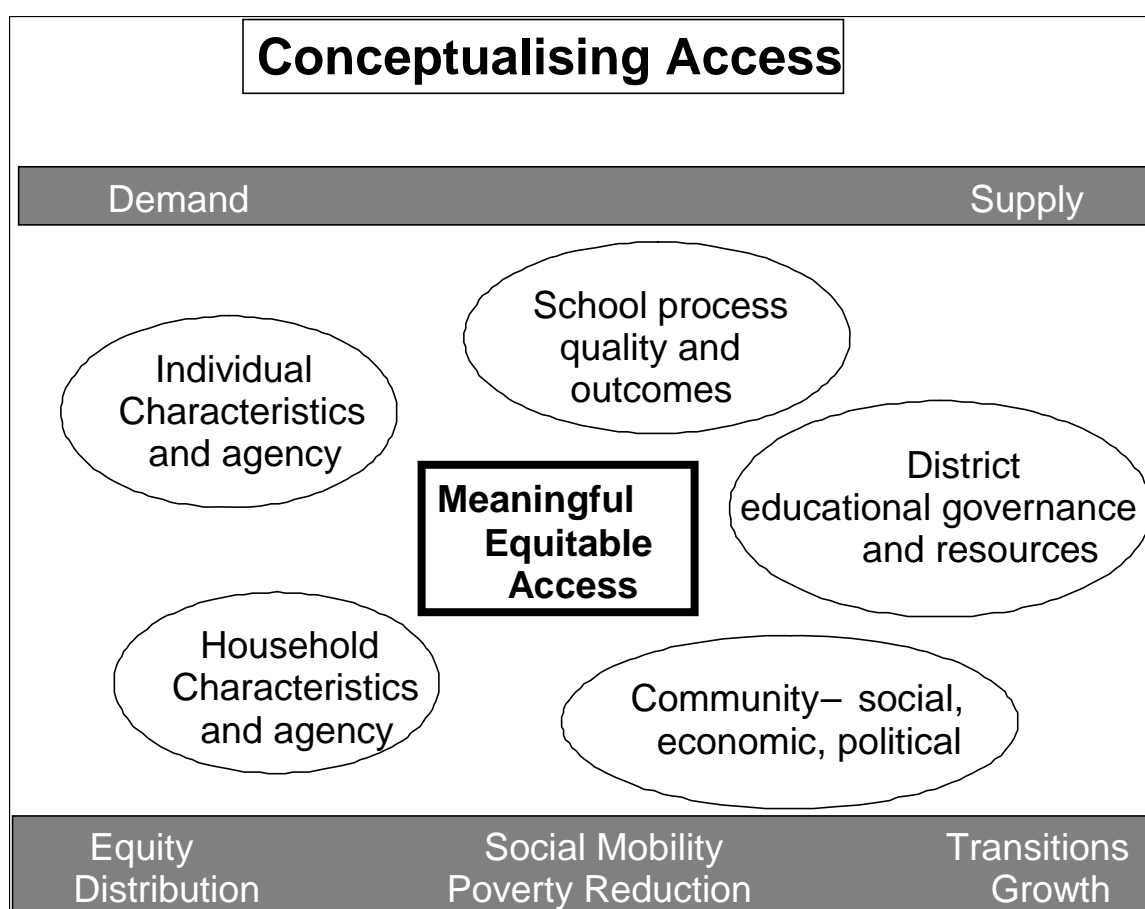 Conceptualising Access
Demand
Supply
School process
quality and
outcomes
Individual
Characteristics
and agency
District
educational governance
and resources
Meaningful
Equitable
Access
Household
Characteristics
and agency
Community– social,
economic, political
Equity
Distribution
Social Mobility
Poverty Reduction
Transitions
Growth